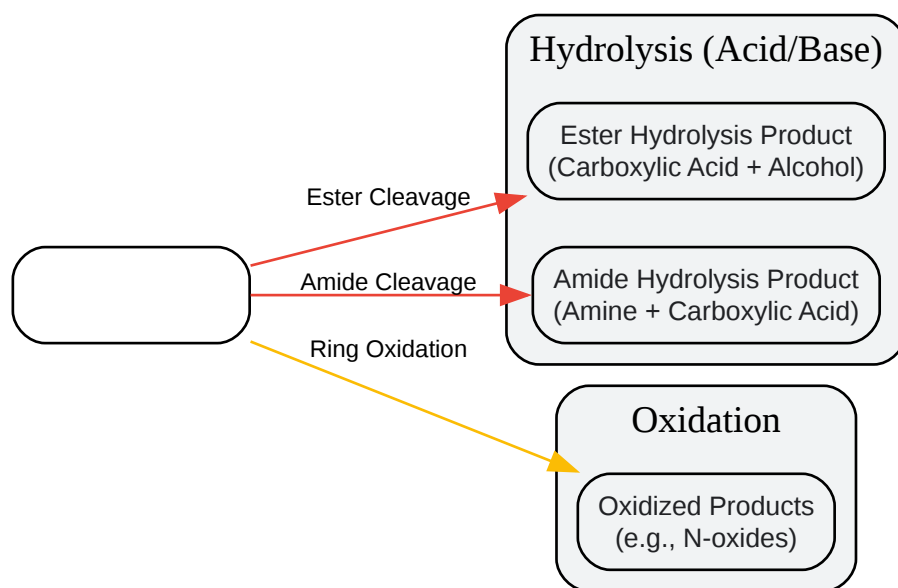 Hydrolysis (Acid/Base)
Ester Hydrolysis Product
(Carboxylic Acid + Alcohol)
Ester Cleavage
Amide Cleavage
Amide Hydrolysis Product
(Amine + Carboxylic Acid)
Ring Oxidation
Oxidation
Oxidized Products
(e.g., N-oxides)